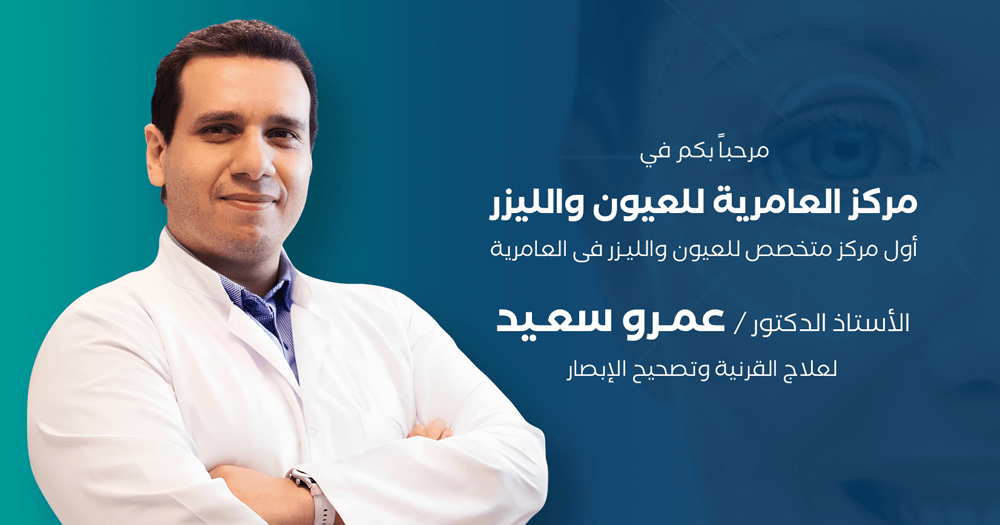 مرحباً بكم في
مركز العامرية للعيون والليزر
أول مركز متخصص للعيون والليزر فى العامرية
الأستاذ الدكتور / عمرو سعيد
لعلاج القرنية وتصحيح الإبصار